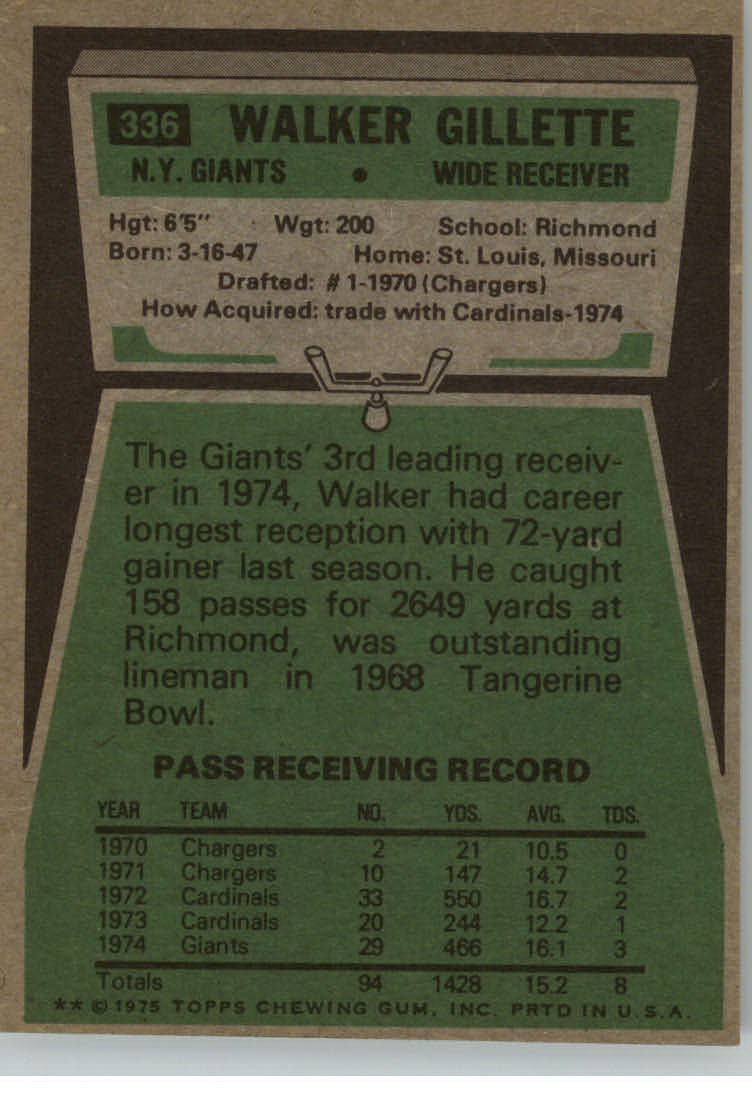 336 WALKER GILLETTE
N.Y. GIANTS • WIDE RECEIVER
Hgt: 6'5" Wgt: 200 School: Richmond
Born: 3-16-47 Home: St. Louis, Missouri
Drafted: #1-1970 (Chargers)
How Acquired: trade with Cardinals-1974
The Giants' 3rd leading receiv-
er in 1974, Walker had career
longest reception with 72-yard
gainer last season. He caught
158 passes for 2649 yards at
Richmond, was outstanding
lineman in 1968 Tangerine
Bowl.
PASS RECEIVING RECORD
YEAR TEAM NO. YDS. AVG. TDS.
1970 Chargers 2 21 10.5 0
1971 Chargers 10 147 14.7 2
1972 Cardinals 33 550 16.7 2
1973 Cardinals 20 244 12.2 1
1974 Giants 29 466 16.1 3
Totals 94 1428 15.2 8
** © 1975 TOPPS CHEWING GUM, INC. PRTD IN U.S.A.